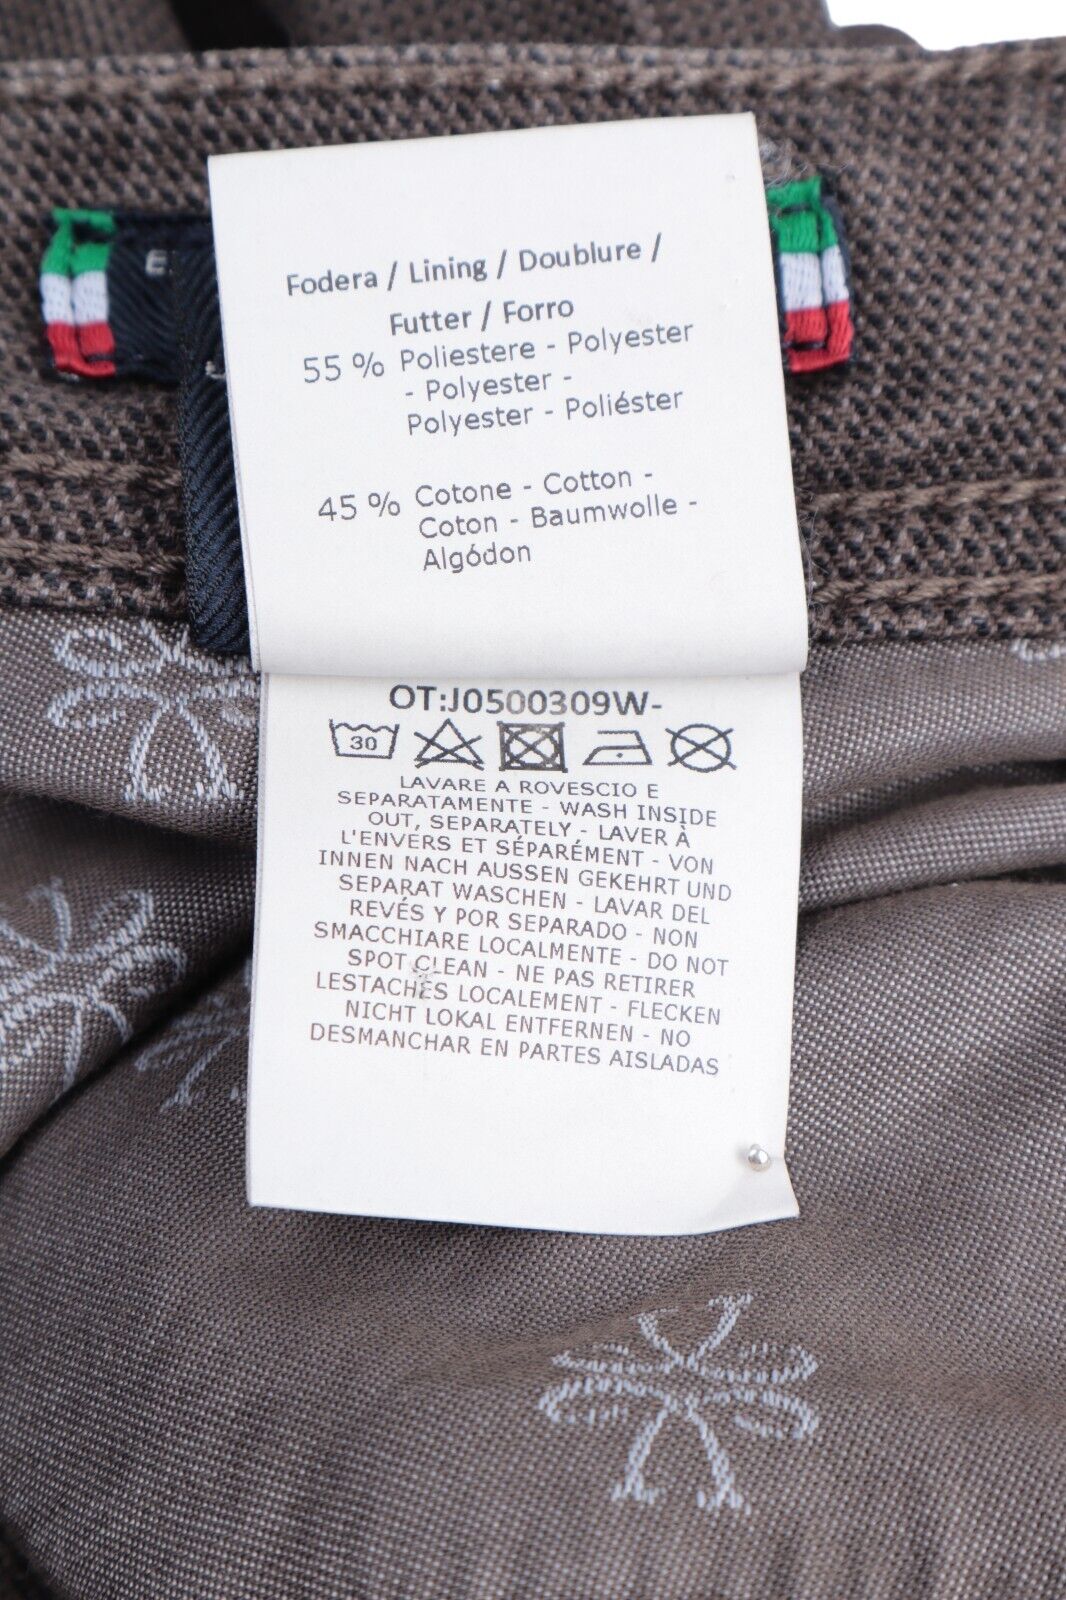 Fodera / Lining / Doublure /
Futter / Forro
55 % Poliestere - Polyester
- Polyester -
Polyester - Poliéster
45 % Cotone - Cotton -
Coton - Baumwolle -
Algódon
OT:J0500309W-
30
LAVARE A ROVESCIO E
SEPARATAMENTE - WASH INSIDE
OUT, SEPARATELY - LAVER À
L'ENVERS ET SÉPARÉMENT - VON
INNEN NACH AUSSEN GEKEHRT UND
SEPARAT WASCHEN - LAVAR DEL
REVÉS Y POR SEPARADO - NON
SMACCHIARE LOCALMENTE - DO NOT
SPOT CLEAN - NE PAS RETIRER
LESTACHES LOCALEMENT - FLECKEN
NICHT LOKAL ENTFERNEN - NO
DESMANCHAR EN PARTES AISLADAS